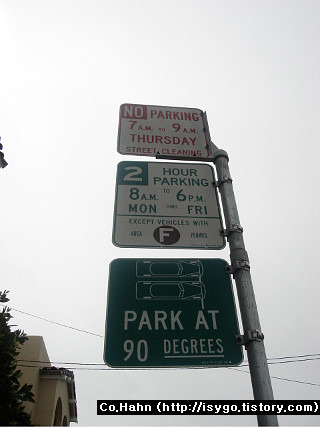 NO PARKING
7 A.M. TO 9 A.M.
THURSDAY
STREET CLEANING
2 HOUR
PARKING
8 A.M. TO 6 P.M.
MON THRU FRI
EXCEPT VEHICLES WITH
AREA F PERMITS
PARK AT
90 DEGREES
Co,Hahn (http://isygo.tistory.com)